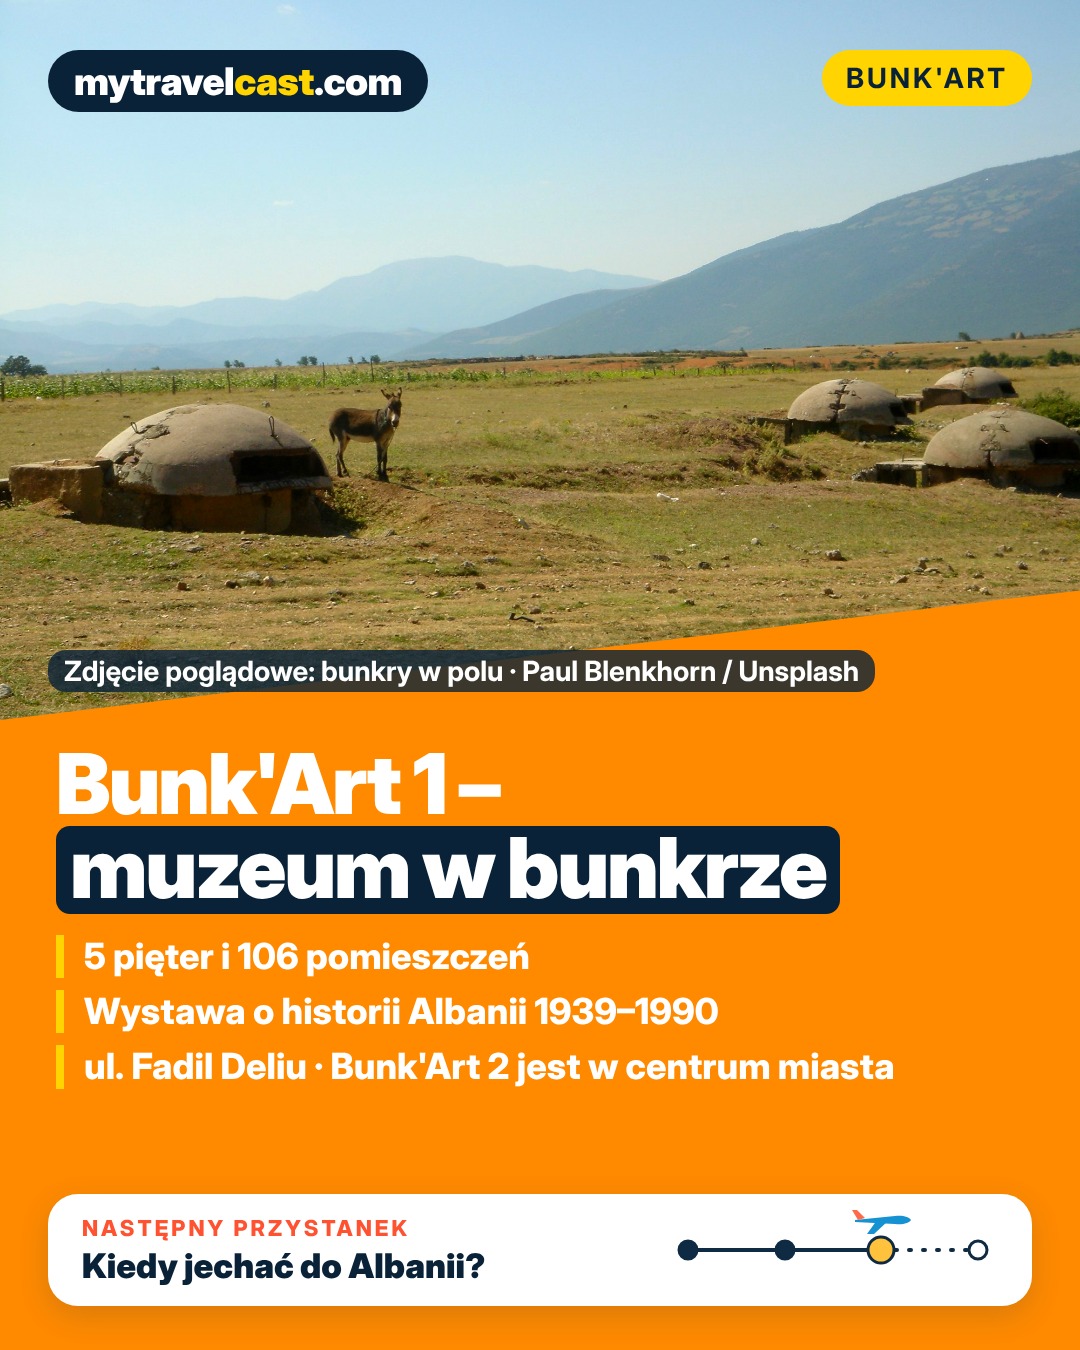 mytravelcast.com
BUNK'ART
Zdjęcie poglądowe: bunkry w polu · Paul Blenkhorn / Unsplash
Bunk'Art 1 –
muzeum w bunkrze
5 pięter i 106 pomieszczeń
Wystawa o historii Albanii 1939–1990
ul. Fadil Deliu · Bunk'Art 2 jest w centrum miasta
NASTĘPNY PRZYSTANEK
Kiedy jechać do Albanii?